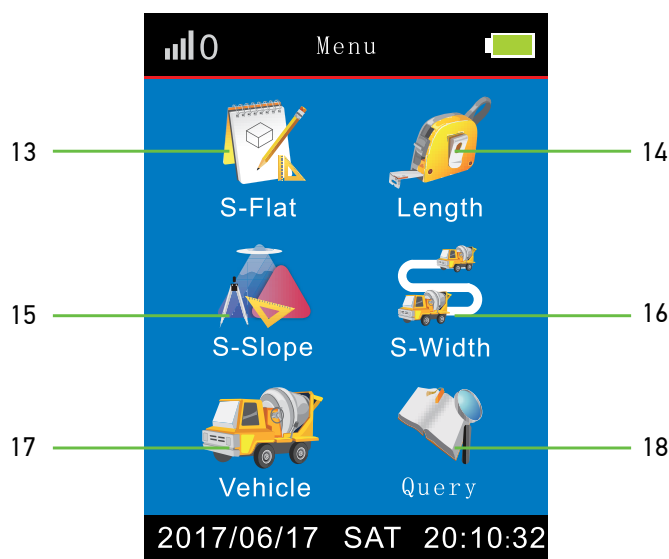 0 Menu
13 14
S-Flat Length
15 16
S-Slope S-Width
17 18
Vehicle Query
2017/06/17 SAT 20:10:32